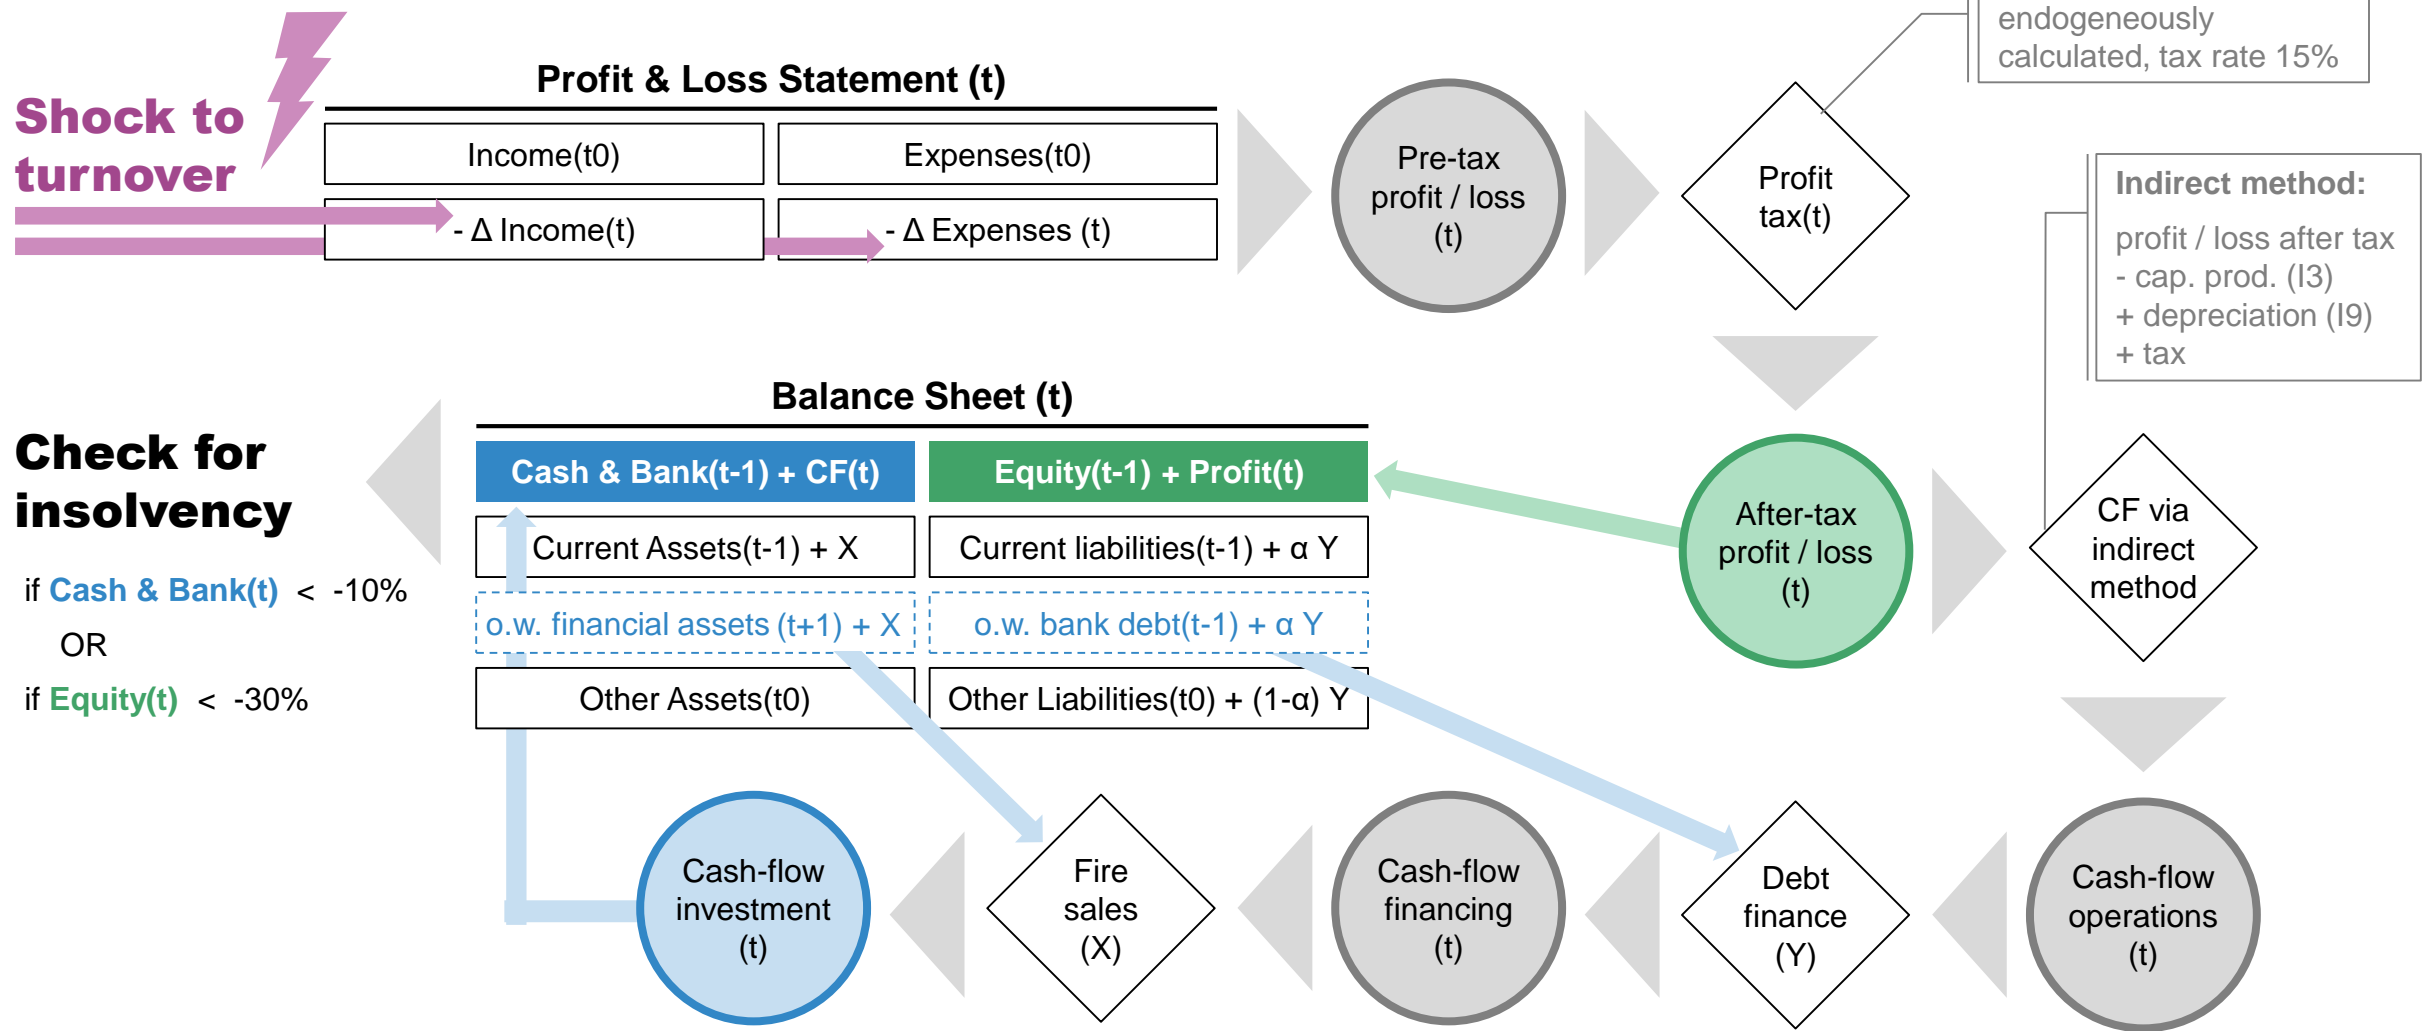 endogeneously
calculated, tax rate 15%
Profit & Loss Statement (t)
Shock to
turnover
Income(t0)
Expenses(t0)
- Δ Income(t)
- Δ Expenses (t)
Pre-tax
profit / loss
(t)
Profit
tax(t)
Indirect method:
profit / loss after tax
- cap. prod. (I3)
+ depreciation (I9)
+ tax
Balance Sheet (t)
Check for
insolvency
if Cash & Bank(t) < -10%
OR
if Equity(t) < -30%
Cash & Bank(t-1) + CF(t)
Equity(t-1) + Profit(t)
Current Assets(t-1) + X
Current liabilities(t-1) + α Y
o.w. financial assets (t+1) + X
o.w. bank debt(t-1) + α Y
Other Assets(t0)
Other Liabilities(t0) + (1-α) Y
After-tax
profit / loss
(t)
CF via
indirect
method
Cash-flow
investment
(t)
Fire
sales
(X)
Cash-flow
financing
(t)
Debt
finance
(Y)
Cash-flow
operations
(t)